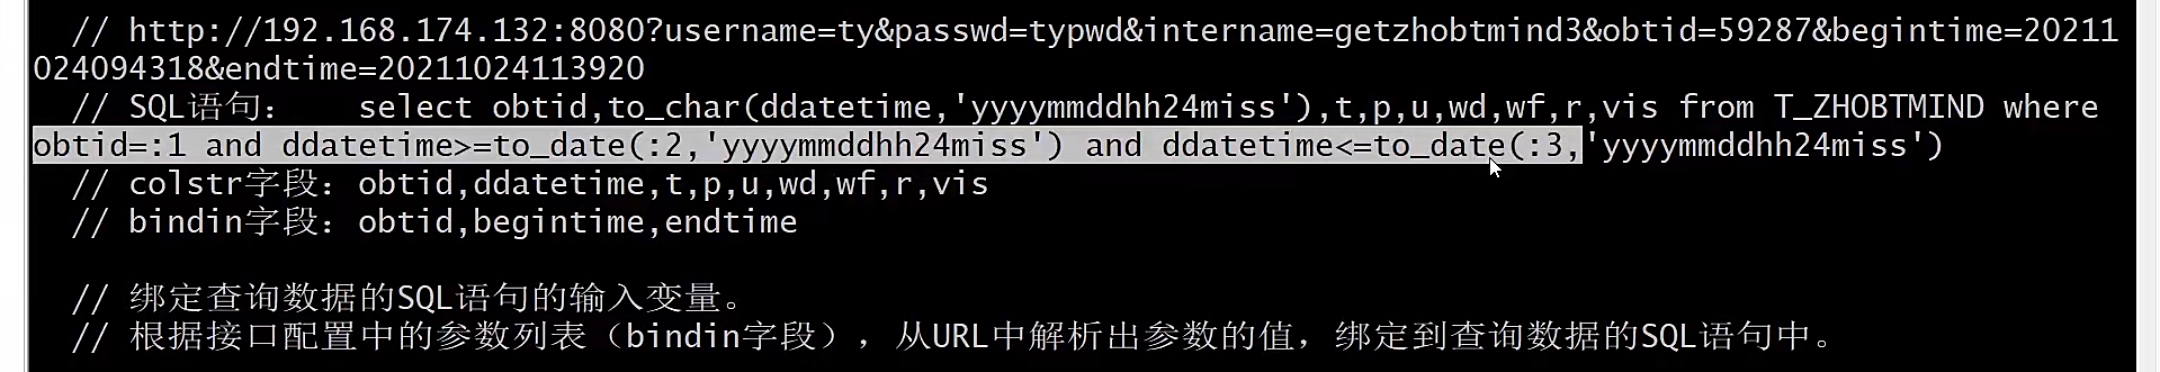 // http://192.168.174.132:8080?username=ty&passwd=typwd&intername=getzhobtmind3&obtid=59287&begintime=20211
024094318&endtime=20211024113920
// SQL语句：  select obtid,to_char(ddatetime,'yyyymmddhh24miss'),t,p,u,wd,wf,r,vis from T_ZHOBTMIND where
obtid=:1 and ddatetime>=to_date(:2,'yyyymmddhh24miss') and ddatetime<=to_date(:3,'yyyymmddhh24miss')
// colstr字段：obtid,ddatetime,t,p,u,wd,wf,r,vis
// bindin字段：obtid,begintime,endtime
// 绑定查询数据的SQL语句的输入变量。
// 根据接口配置中的参数列表（bindin字段），从URL中解析出参数的值，绑定到查询数据的SQL语句中。